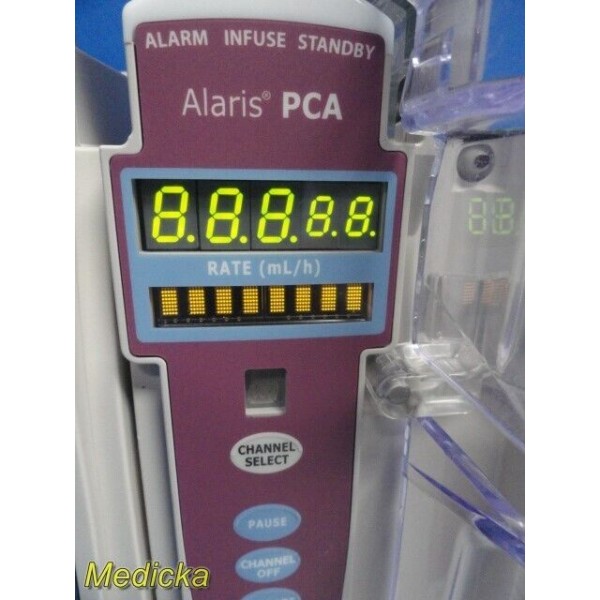 ALARM INFUSE STANDBY
Alaris® PCA
8.8.8.8.8.
RATE (mL/h)
CHANNEL
SELECT
PAUSE
CHANNEL
OFF
Medicka